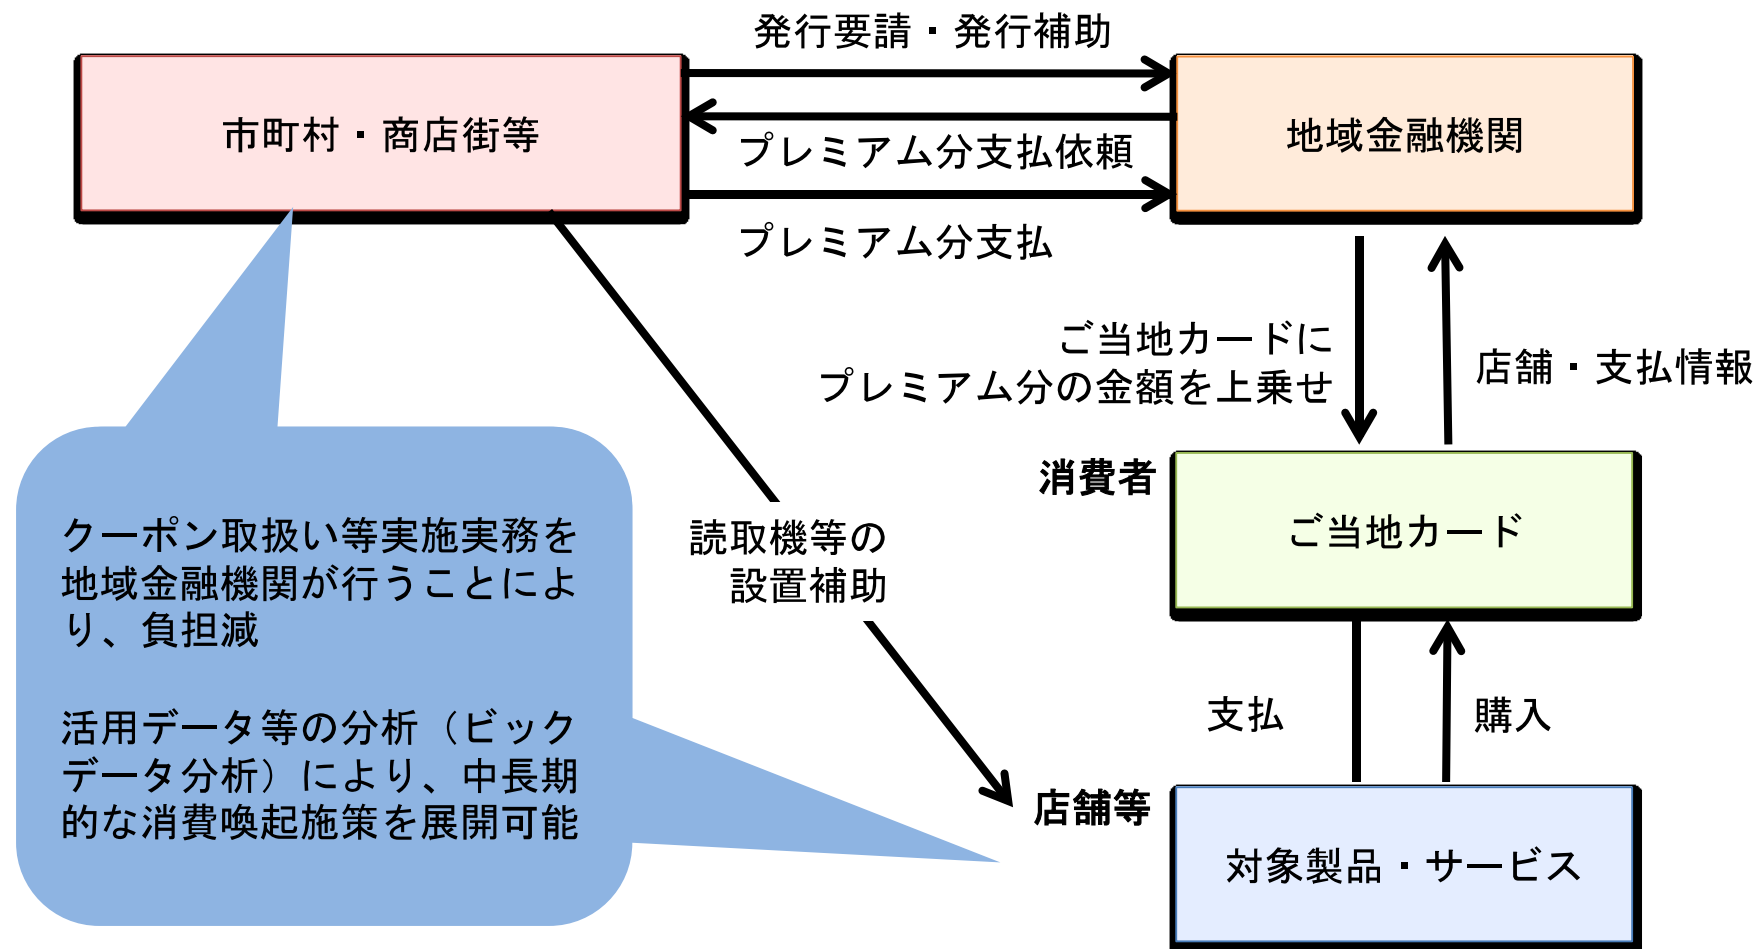 発行要請・発行補助
市町村・商店街等
地域金融機関
プレミアム分支払依頼
プレミアム分支払
ご当地カードに
プレミアム分の金額を上乗せ
店舗・支払情報
消費者
ご当地カード
クーポン取扱い等実施実務を
地域金融機関が行うことによ
り、負担減
活用データ等の分析（ビック
データ分析）により、中長期
的な消費喚起施策を展開可能
読取機等の
設置補助
支払
購入
店舗等
対象製品・サービス